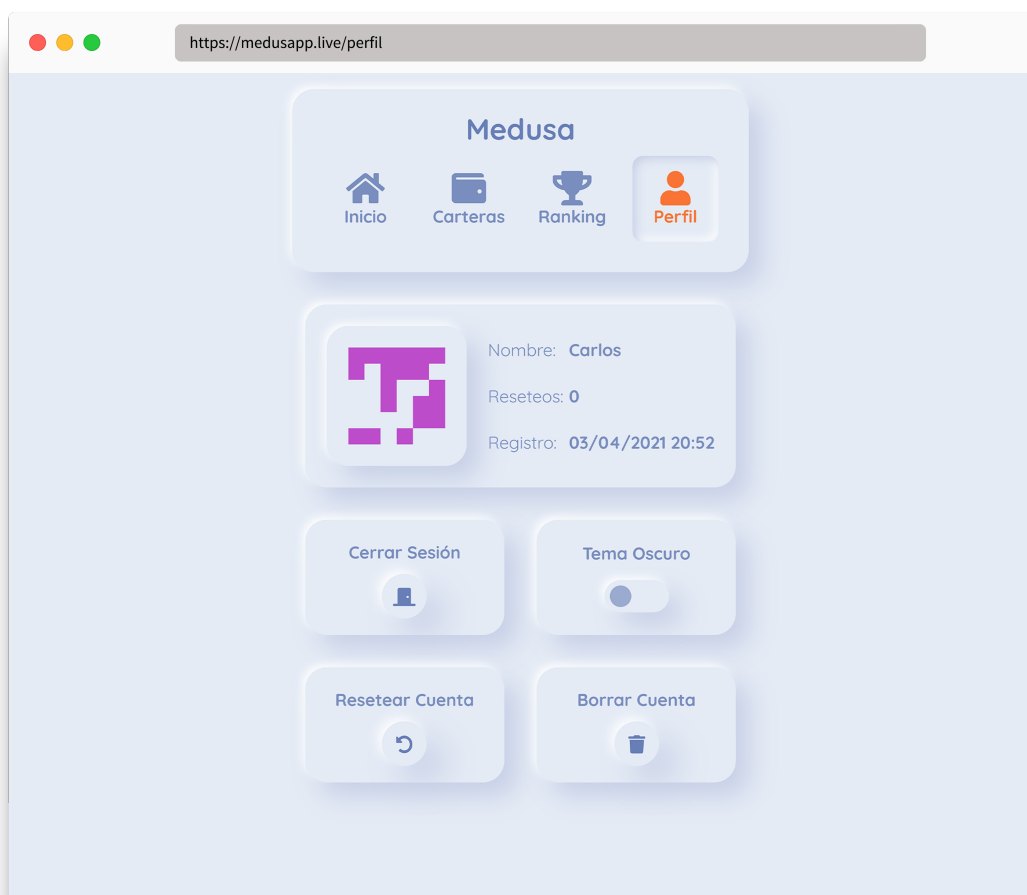 https://medusapp.live/perfil
Medusa
Inicio Carteras Ranking Perfil
Nombre: Carlos
Reseteos: 0
Registro: 03/04/2021 20:52
Cerrar Sesión Tema Oscuro
Resetear Cuenta Borrar Cuenta